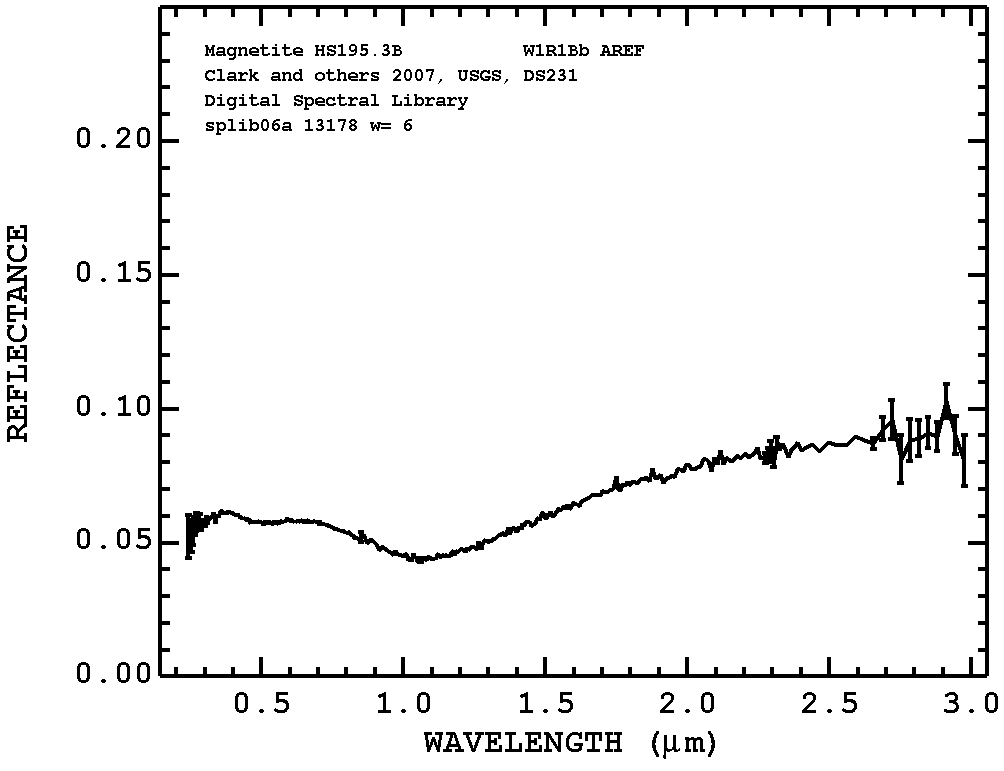 Magnetite HS195.3B W1R1Bb AREF
Clark and others 2007, USGS, DS231
Digital Spectral Library
splib06a 13178 w= 6
0.20
0.15
0.10
0.05
0.00
REFLECTANCE
0.5 1.0 1.5 2.0 2.5 3.0
WAVELENGTH (μm)